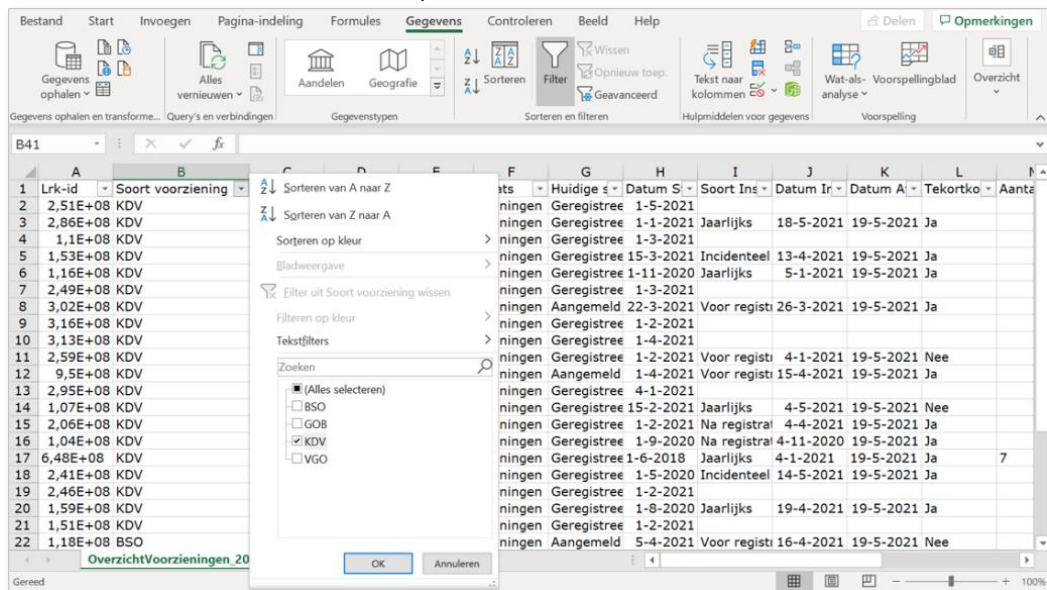 Bestand Start Invoegen Pagina-indeling Formules Gegevens Controleren Beeld Help Delen Opmerkingen
Gegevens ophalen
Alles vernieuwen
Aandelen Geografie
Sorteren
Filter
Wissen
Opnieuw toep.
Geavanceerd
Tekst naar kolommen
Wat-als-analyse
Voorspellingblad
Overzicht
Gegevens ophalen en transforme... Query's en verbindingen Gegevenstypen Sorteren en filteren Hulpmiddelen voor gegevens Voorspelling
B41 fx
A B C D E F G H I J K L
1 Lrk-id Soort voorziening ats Huidige s Datum S Soort Ins Datum Ir Datum A Tekortko Aanta
2 2,51E+08 KDV ningen Geregistree 1-5-2021
3 2,86E+08 KDV ningen Geregistree 1-1-2021 Jaarlijks 18-5-2021 19-5-2021 Ja
4 1,1E+08 KDV ningen Geregistree 1-3-2021
5 1,53E+08 KDV ningen Geregistree 15-3-2021 Incidenteel 13-4-2021 19-5-2021 Ja
6 1,16E+08 KDV ningen Geregistree 1-11-2020 Jaarlijks 5-1-2021 19-5-2021 Ja
7 2,49E+08 KDV ningen Geregistree 1-3-2021
8 3,02E+08 KDV ningen Aangemeld 22-3-2021 Voor registr 26-3-2021 19-5-2021 Ja
9 3,16E+08 KDV ningen Geregistree 1-2-2021
10 3,13E+08 KDV ningen Geregistree 1-4-2021
11 2,59E+08 KDV ningen Geregistree 1-2-2021 Voor registr 4-1-2021 19-5-2021 Nee
12 9,5E+08 KDV ningen Aangemeld 1-4-2021 Voor registr 15-4-2021 19-5-2021 Ja
13 2,95E+08 KDV ningen Geregistree 4-1-2021
14 1,07E+08 KDV ningen Geregistree 15-2-2021 Jaarlijks 4-5-2021 19-5-2021 Nee
15 2,06E+08 KDV ningen Geregistree 1-2-2021 Na registrat 4-4-2021 19-5-2021 Ja
16 1,04E+08 KDV ningen Geregistree 1-9-2020 Na registrat 4-11-2020 19-5-2021 Ja
17 6,48E+08 KDV ningen Geregistree 1-6-2018 Jaarlijks 4-1-2021 19-5-2021 Ja 7
18 2,41E+08 KDV ningen Geregistree 1-5-2020 Incidenteel 14-5-2021 19-5-2021 Ja
19 2,46E+08 KDV ningen Geregistree 1-2-2021
20 1,59E+08 KDV ningen Geregistree 1-8-2020 Jaarlijks 19-4-2021 19-5-2021 Ja
21 1,51E+08 KDV ningen Geregistree 1-2-2021
22 1,18E+08 BSO ningen Aangemeld 5-4-2021 Voor registr 16-4-2021 19-5-2021 Nee
Sorteren van A naar Z
Sorteren van Z naar A
Sorteren op kleur
Bladweergave
Filter uit Soort voorziening wissen
Filteren op kleur
Tekstfilters
Zoeken
(Alles selecteren)
BSO
GOB
KDV
VGO
OK Annuleren
OverzichtVoorzieningen_20
Gereed 100%